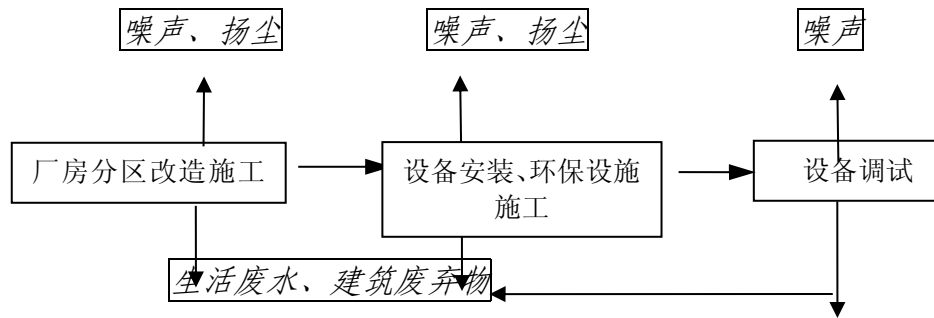 噪声、扬尘
噪声、扬尘
噪声
厂房分区改造施工
设备安装、环保设施
施工
设备调试
生活废水、建筑废弃物